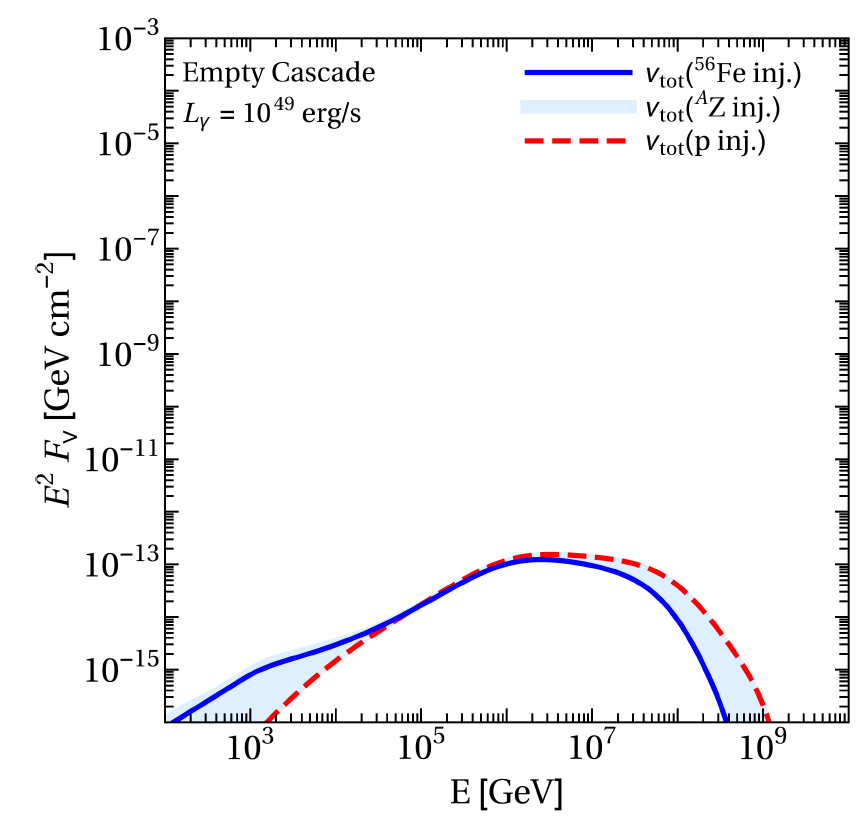 Empty Cascade
L_γ = 10^49 erg/s
ν_tot(^56Fe inj.)
ν_tot(^AZ inj.)
ν_tot(p inj.)
10^−3
10^−5
10^−7
10^−9
10^−11
10^−13
10^−15
E^2 F_ν [GeV cm^−2]
10^3 10^5 10^7 10^9
E [GeV]